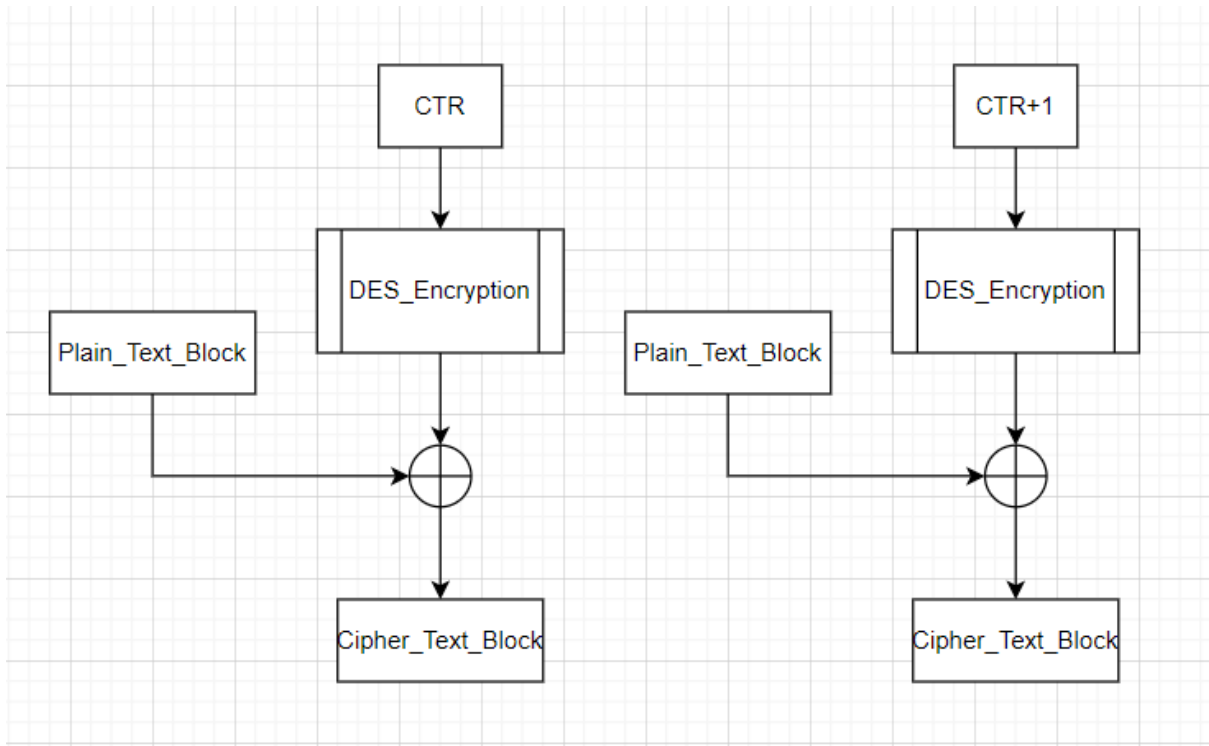 CTR
CTR+1
DES_Encryption
DES_Encryption
Plain_Text_Block
Plain_Text_Block
Cipher_Text_Block
Cipher_Text_Block